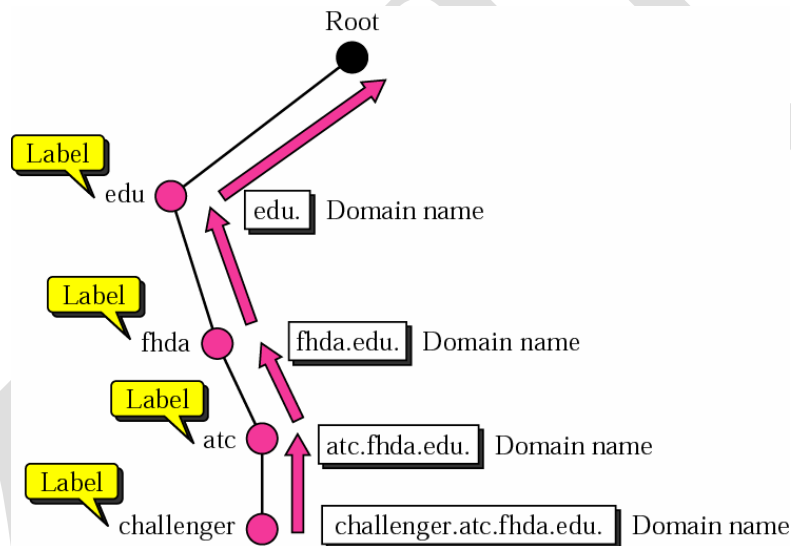 Root
Label
edu
edu. Domain name
Label
fhda
fhda.edu. Domain name
Label
atc
atc.fhda.edu. Domain name
Label
challenger
challenger.atc.fhda.edu. Domain name